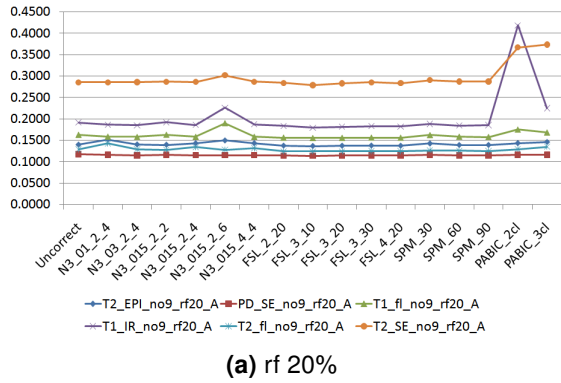 0.4500
0.4000
0.3500
0.3000
0.2500
0.2000
0.1500
0.1000
0.0500
0.0000
Uncorrect
N3_01_2_4
N3_03_2_4
N3_015_2_2
N3_015_2_4
N3_015_2_6
N3_015_4_4
FSL_2_20
FSL_3_10
FSL_3_20
FSL_3_30
FSL_4_20
SPM_30
SPM_60
SPM_90
PABIC_2cl
PABIC_3cl
T2_EPI_no9_rf20_A PD_SE_no9_rf20_A T1_fl_no9_rf20_A
T1_IR_no9_rf20_A T2_fl_no9_rf20_A T2_SE_no9_rf20_A
(a) rf 20%